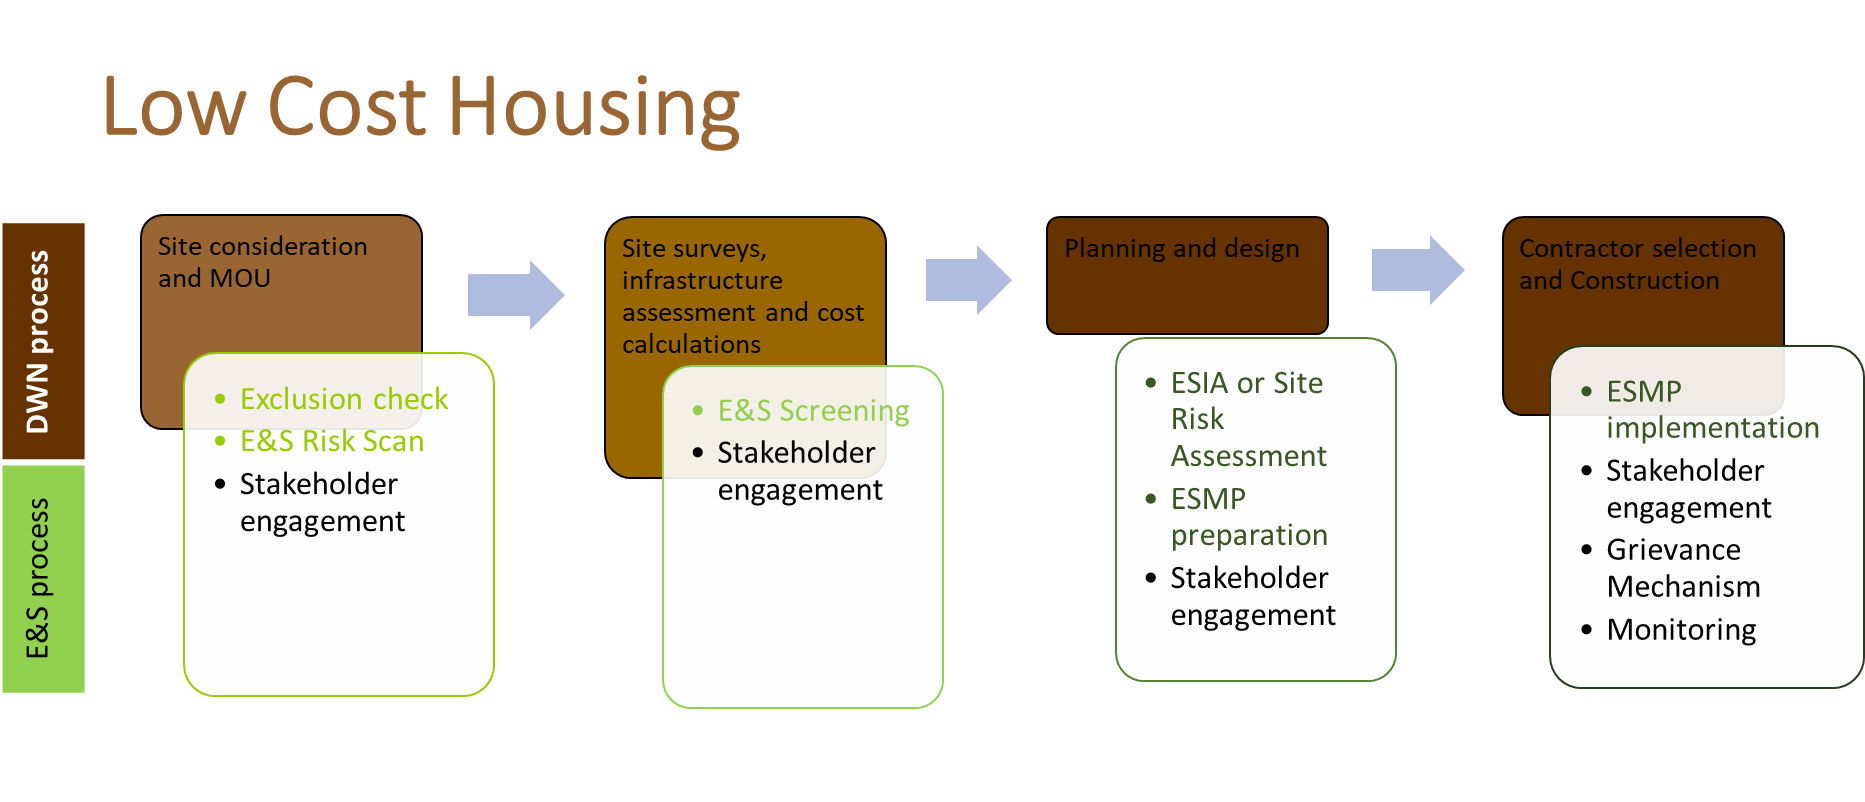 Low Cost Housing
DWN process
E&S process
Site consideration
and MOU
• Exclusion check
• E&S Risk Scan
• Stakeholder
engagement
Site surveys,
infrastructure
assessment and cost
calculations
• E&S Screening
• Stakeholder
engagement
Planning and design
• ESIA or Site
Risk
Assessment
• ESMP
preparation
• Stakeholder
engagement
Contractor selection
and Construction
• ESMP
implementation
• Stakeholder
engagement
• Grievance
Mechanism
• Monitoring